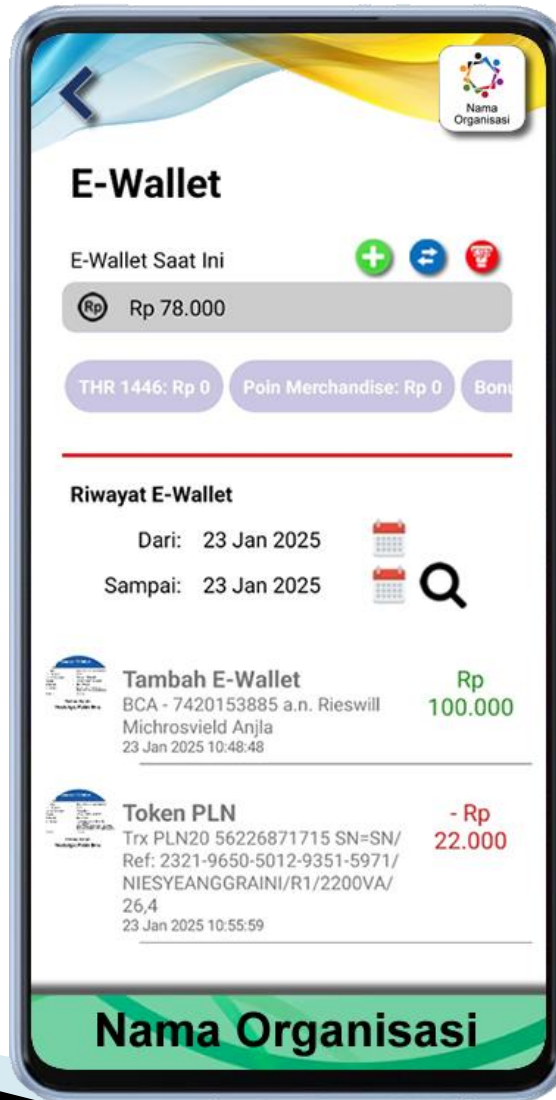 Nama
Organisasi
E-Wallet
E-Wallet Saat Ini
Rp
Rp 78.000
THR 1446: Rp 0
Poin Merchandise: Rp 0
Riwayat E-Wallet
Dari: 23 Jan 2025
Sampai: 23 Jan 2025
Tambah E-Wallet
Rp
100.000
BCA - 7420153885 a.n. Rieswill
Michrosvield Anjla
23 Jan 2025 10:48:48
Token PLN
- Rp
22.000
Trx PLN20 56226871715 SN=SN/
Ref: 2321-9650-5012-9351-5971/
NIESYEANGGRAINI/R1/2200VA/
26,4
23 Jan 2025 10:55:59
Nama Organisasi